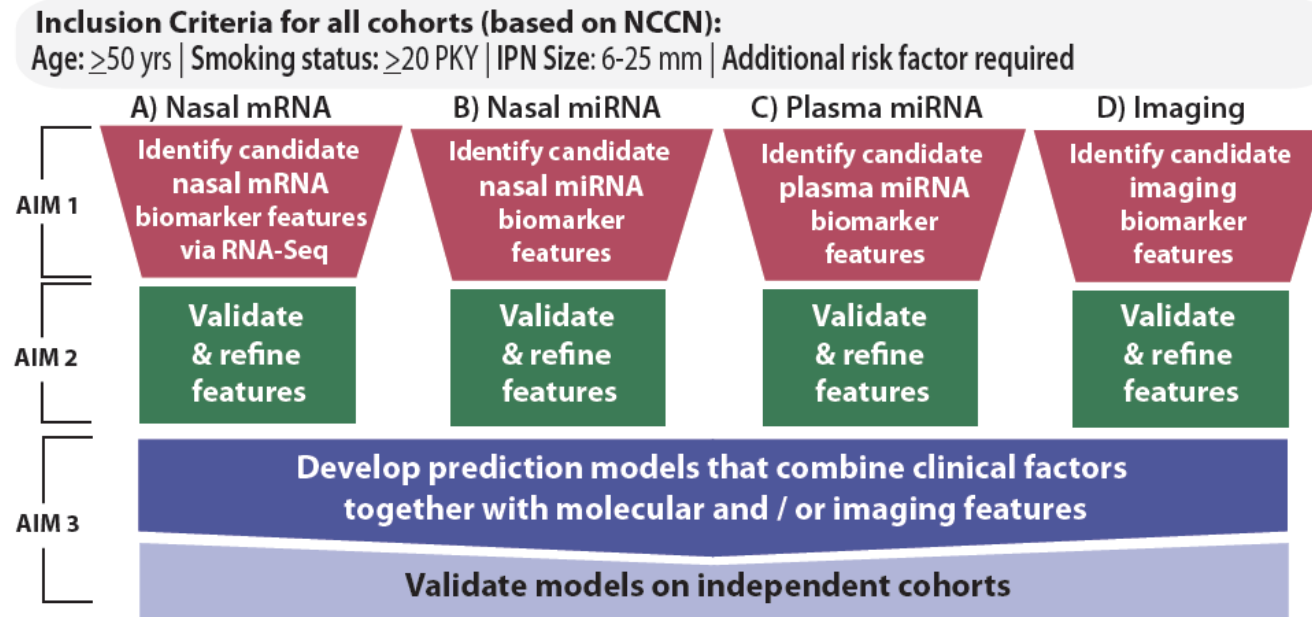 Inclusion Criteria for all cohorts (based on NCCN):
Age: ≥50 yrs | Smoking status: ≥20 PKY | IPN Size: 6-25 mm | Additional risk factor required
A) Nasal mRNA
B) Nasal miRNA
C) Plasma miRNA
D) Imaging
AIM 1
Identify candidate
nasal mRNA
biomarker features
via RNA-Seq
Identify candidate
nasal miRNA
biomarker
features
Identify candidate
plasma miRNA
biomarker
features
Identify candidate
imaging
biomarker
features
AIM 2
Validate
& refine
features
Validate
& refine
features
Validate
& refine
features
Validate
& refine
features
AIM 3
Develop prediction models that combine clinical factors
together with molecular and / or imaging features
Validate models on independent cohorts